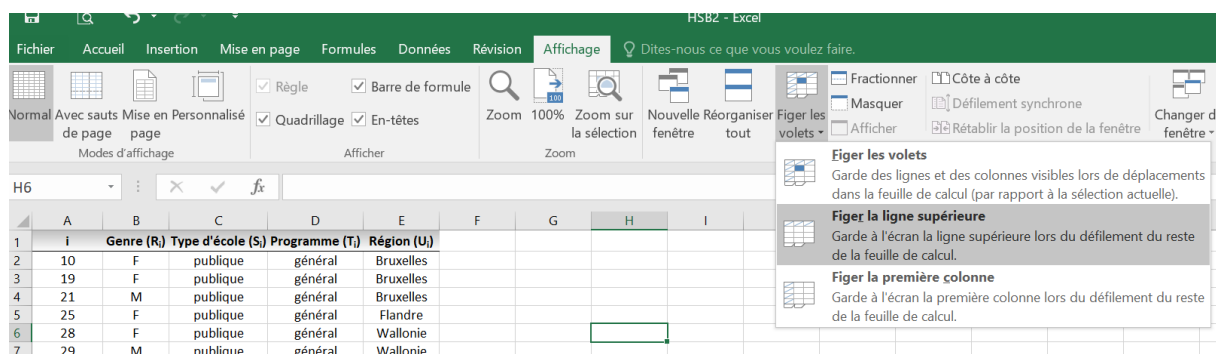 HSB2 - Excel
Fichier Accueil Insertion Mise en page Formules Données Révision Affichage Dites-nous ce que vous voulez faire.
Normal Avec sauts de page Mise en page Personnalisé
Modes d'affichage
Règle Barre de formule
Quadrillage En-têtes
Afficher
Zoom 100% Zoom sur la sélection
Zoom
Nouvelle fenêtre Réorganiser tout Figer les volets
Fractionner
Masquer
Afficher
Côte à côte
Défilement synchrone
Rétablir la position de la fenêtre
Changer d
fenêtre
Figer les volets
Garde des lignes et des colonnes visibles lors de déplacements
dans la feuille de calcul (par rapport à la sélection actuelle).
Figer la ligne supérieure
Garde à l'écran la ligne supérieure lors du défilement du reste
de la feuille de calcul.
Figer la première colonne
Garde à l'écran la première colonne lors du défilement du reste
de la feuille de calcul.
H6 fx
A B C D E F G H I
1 i Genre (Ri) Type d'école (Si) Programme (Ti) Région (Ui)
2 10 F publique général Bruxelles
3 19 F publique général Bruxelles
4 21 M publique général Bruxelles
5 25 F publique général Flandre
6 28 F publique général Wallonie
7 29 M publique général Wallonie